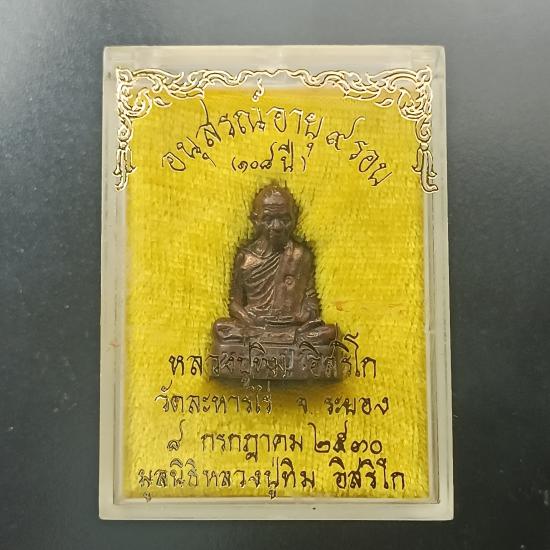 อนุสรณ์อายุ ๙ รอบ
(๑๐๘ ปี)
หลวงปู่ทิม อิสริโก
วัดละหารไร่ จ. ระยอง
๘ กรกฎาคม ๒๕๓๐
มูลนิธิหลวงปู่ทิม อิสริโก